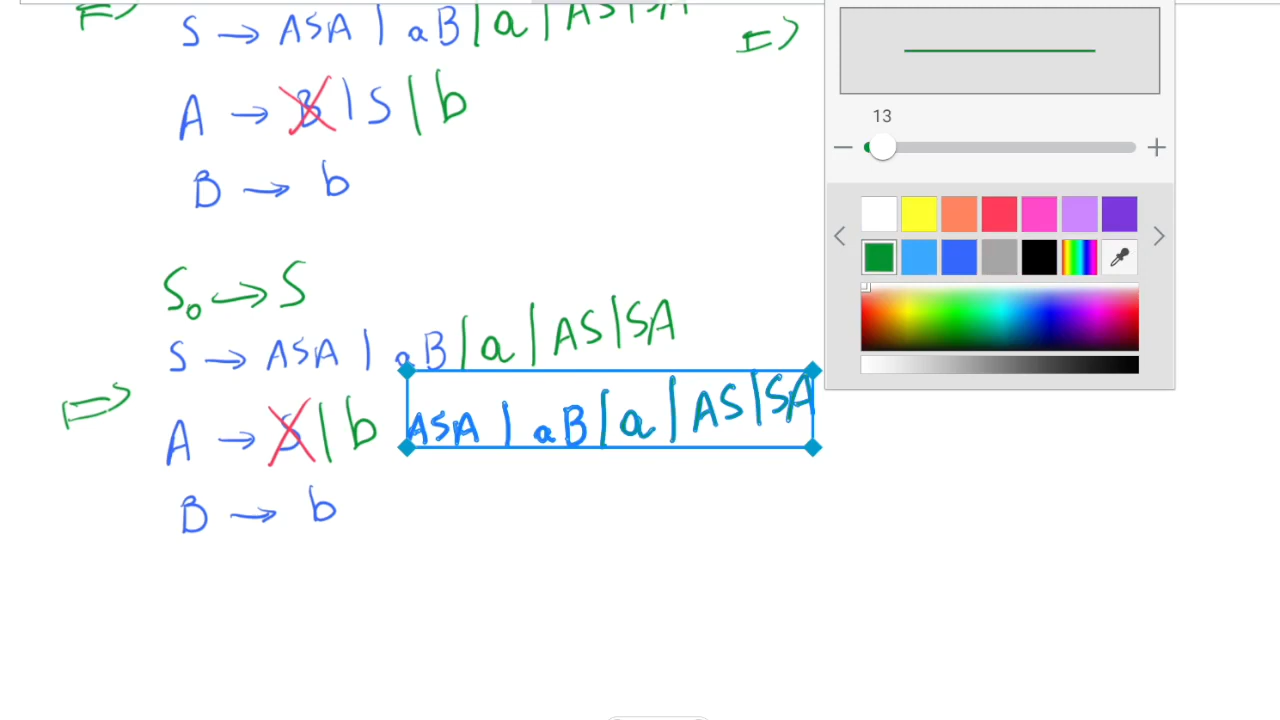 S → ASA | aB | a | AS | SA
A → B | S | b
B → b
13
S₀ → S
S → ASA | aB | a | AS | SA
A → S | b ASA | aB | a | AS | SA
B → b